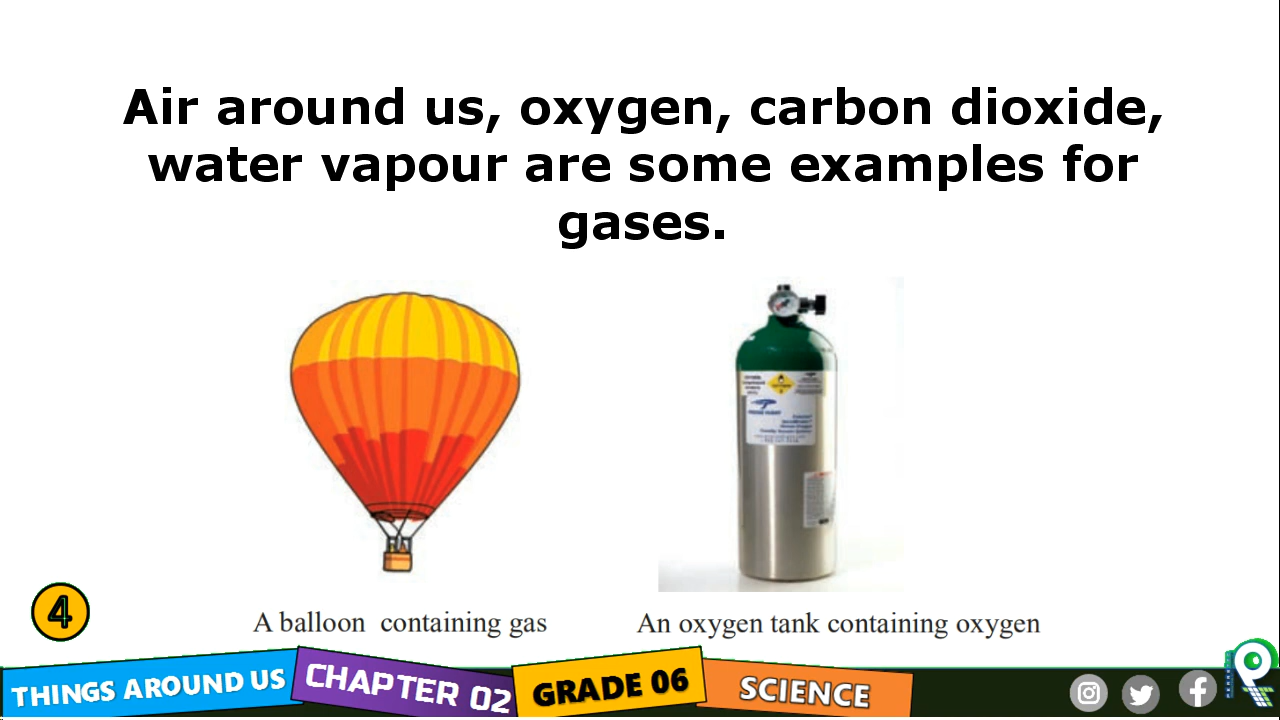 Air around us, oxygen, carbon dioxide,
water vapour are some examples for
gases.
4
A balloon  containing gas
An oxygen tank containing oxygen
THINGS AROUND US
CHAPTER 02
GRADE 06
SCIENCE